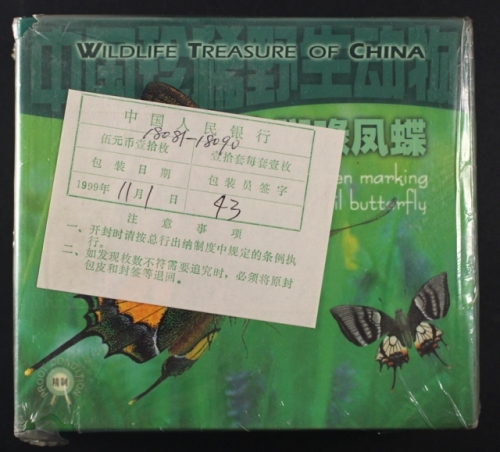 WILDLIFE TREASURE OF CHINA
中国珍稀野生动物
喙凤蝶
en marking
il butterfly
中国人民银行
18081-18090
伍元币壹拾枚 壹拾套每套壹枚
包装日期 包装员签字
1999年11月1日 43
注意事项
一、开封时请按总行出纳制度中规定的条例执
行。
二、如发现枚数不符需要追究时，必须将原封
包皮和封签等退回。
精制